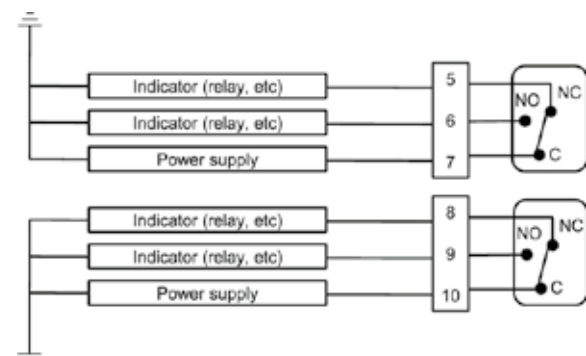 Indicator (relay, etc)
5
NC
NO
Indicator (relay, etc)
6
Power supply
7
C
Indicator (relay, etc)
8
NC
NO
Indicator (relay, etc)
9
Power supply
10
C